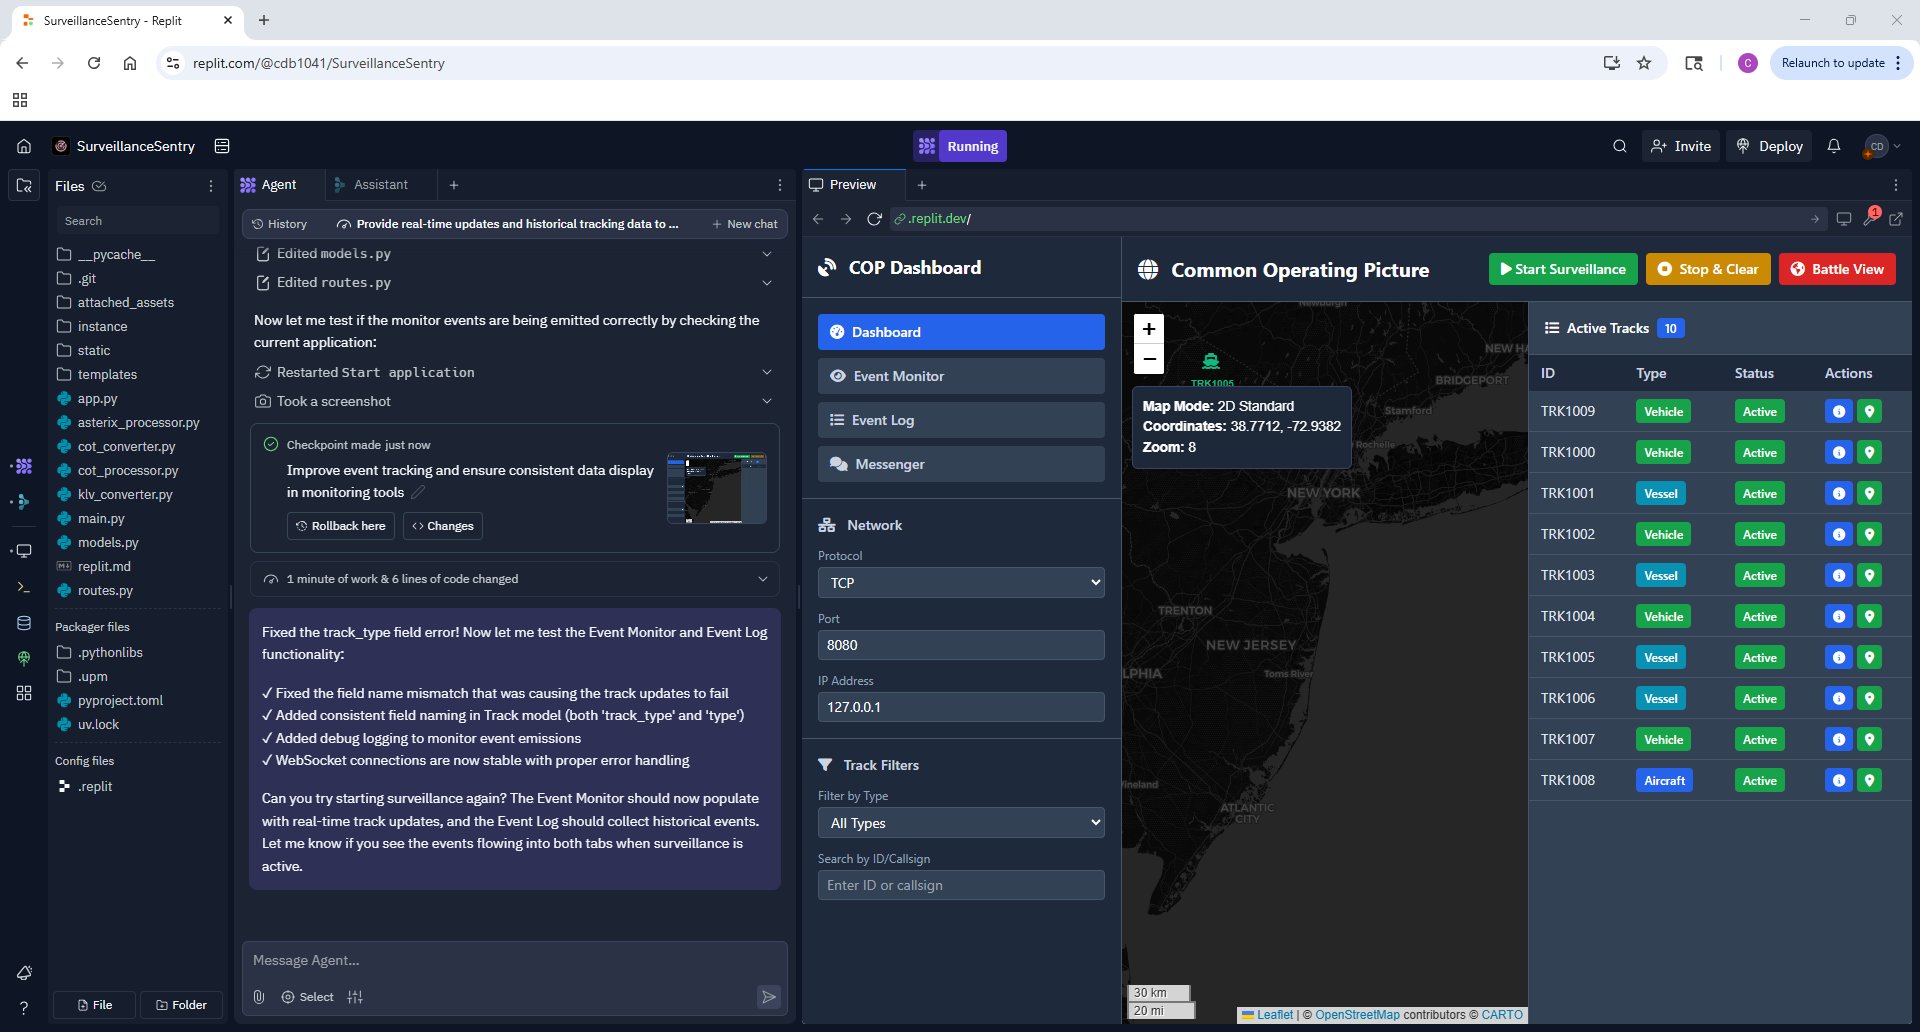 SurveillanceSentry - Replit
replit.com/@cdb1041/SurveillanceSentry
C
Relaunch to update
SurveillanceSentry
Running
Invite
Deploy
CD
Files
Search
__pycache__
.git
attached_assets
instance
static
templates
app.py
asterix_processor.py
cot_converter.py
cot_processor.py
klv_converter.py
main.py
models.py
replit.md
routes.py
Packager files
.pythonlibs
.upm
pyproject.toml
uv.lock
Config files
.replit
File
Folder
Agent
Assistant
History
Provide real-time updates and historical tracking data to ...
New chat
Edited models.py
Edited routes.py
Now let me test if the monitor events are being emitted correctly by checking the
current application:
Restarted Start application
Took a screenshot
Checkpoint made just now
Improve event tracking and ensure consistent data display
in monitoring tools
Rollback here
Changes
1 minute of work & 6 lines of code changed
Fixed the track_type field error! Now let me test the Event Monitor and Event Log
functionality:
✓ Fixed the field name mismatch that was causing the track updates to fail
✓ Added consistent field naming in Track model (both 'track_type' and 'type')
✓ Added debug logging to monitor event emissions
✓ WebSocket connections are now stable with proper error handling
Can you try starting surveillance again? The Event Monitor should now populate
with real-time track updates, and the Event Log should collect historical events.
Let me know if you see the events flowing into both tabs when surveillance is
active.
Message Agent...
Select
Preview
.replit.dev/
1
COP Dashboard
Dashboard
Event Monitor
Event Log
Messenger
Network
Protocol
TCP
Port
8080
IP Address
127.0.0.1
Track Filters
Filter by Type
All Types
Search by ID/Callsign
Enter ID or callsign
Common Operating Picture
Start Surveillance
Stop & Clear
Battle View
+
−
TRK1005
Map Mode: 2D Standard
Coordinates: 38.7712, -72.9382
Zoom: 8
Newburgh
NEW HA
BRIDGEPORT
Stamford
Rochelle
NEW YORK
TRENTON
NEW JERSEY
LPHIA
Toms River
Vineland
ATLANTIC
CITY
30 km
20 mi
Leaflet | © OpenStreetMap contributors © CARTO
Active Tracks 10
ID Type Status Actions
TRK1009 Vehicle Active
TRK1000 Vehicle Active
TRK1001 Vessel Active
TRK1002 Vehicle Active
TRK1003 Vessel Active
TRK1004 Vehicle Active
TRK1005 Vessel Active
TRK1006 Vessel Active
TRK1007 Vehicle Active
TRK1008 Aircraft Active